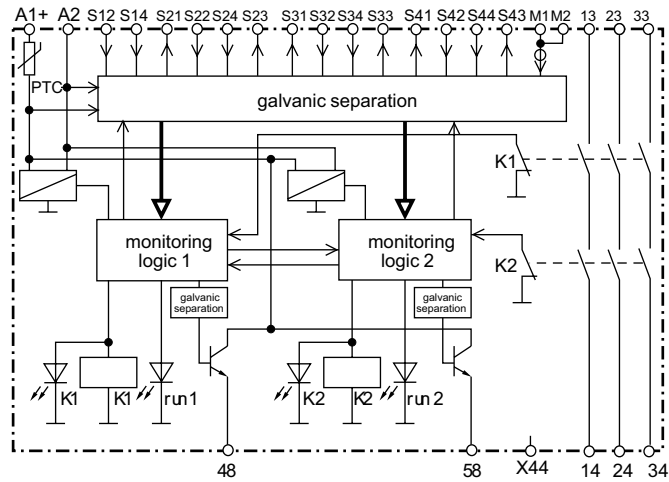 A1+ A2 S12 S14 S21 S22 S24 S23 S31 S32 S34 S33 S41 S42 S44 S43 M1 M2 13 23 33
PTC
galvanic separation
K1
monitoring
logic 1
monitoring
logic 2
K2
galvanic
separation
galvanic
separation
K1 K1 run1 K2 K2 run 2
48 58 X44 14 24 34